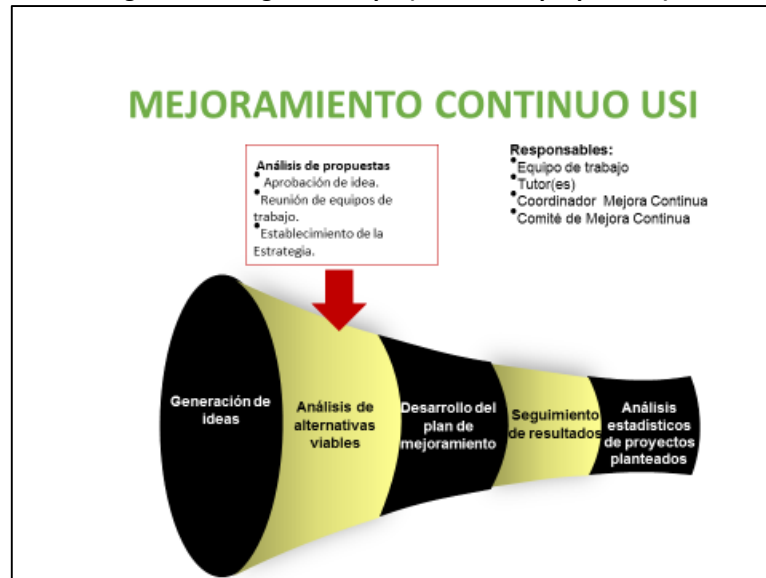 MEJORAMIENTO CONTINUO USI
Análisis de propuestas
• Aprobación de idea.
• Reunión de equipos de
trabajo.
• Establecimiento de la
Estrategia.
Responsables:
• Equipo de trabajo
• Tutor(es)
• Coordinador Mejora Continua
• Comité de Mejora Continua
Generación de
ideas
Análisis de
alternativas
viables
Desarrollo del
plan de
mejoramiento
Seguimiento
de resultados
Análisis
estadísticos
de proyectos
planteados